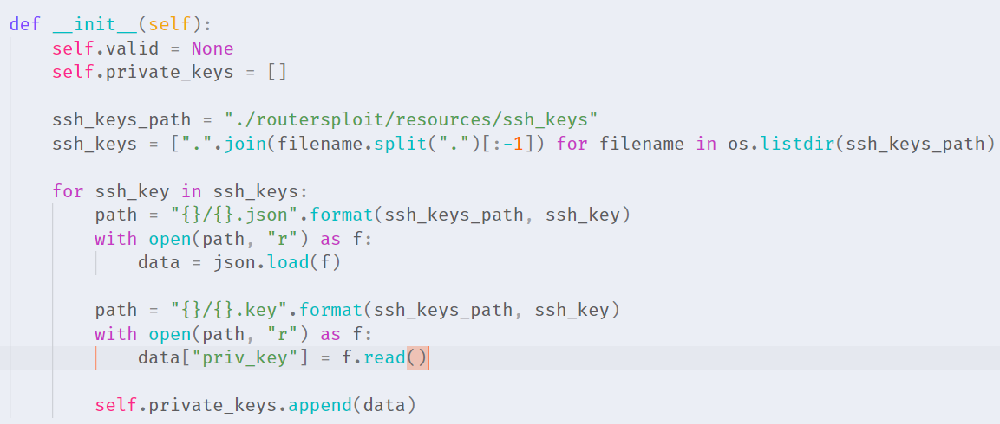 def __init__(self):
    self.valid = None
    self.private_keys = []

    ssh_keys_path = "./routersploit/resources/ssh_keys"
    ssh_keys = [".".join(filename.split(".")[:-1]) for filename in os.listdir(ssh_keys_path)

    for ssh_key in ssh_keys:
        path = "{}/{}.json".format(ssh_keys_path, ssh_key)
        with open(path, "r") as f:
            data = json.load(f)

        path = "{}/{}.key".format(ssh_keys_path, ssh_key)
        with open(path, "r") as f:
            data["priv_key"] = f.read()

        self.private_keys.append(data)